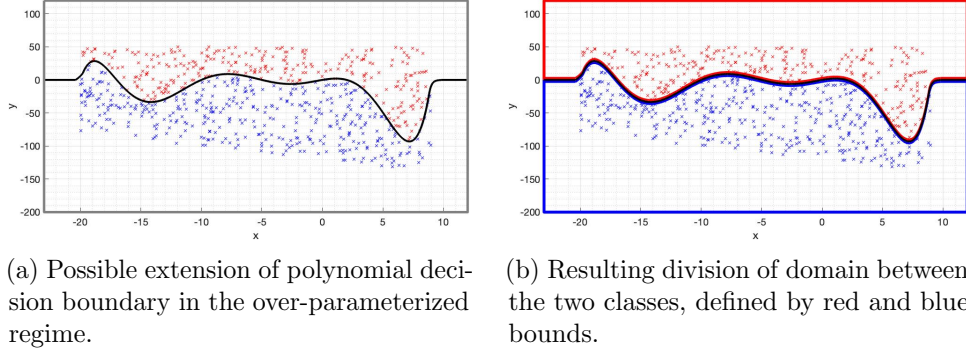 100
50
0
-50
-100
-150
-200
y
-20
-15
-10
-5
0
5
10
x
100
50
0
-50
-100
-150
-200
y
-20
-15
-10
-5
0
5
10
x
(a) Possible extension of polynomial deci-
sion boundary in the over-parameterized
regime.
(b) Resulting division of domain between
the two classes, defined by red and blue
bounds.